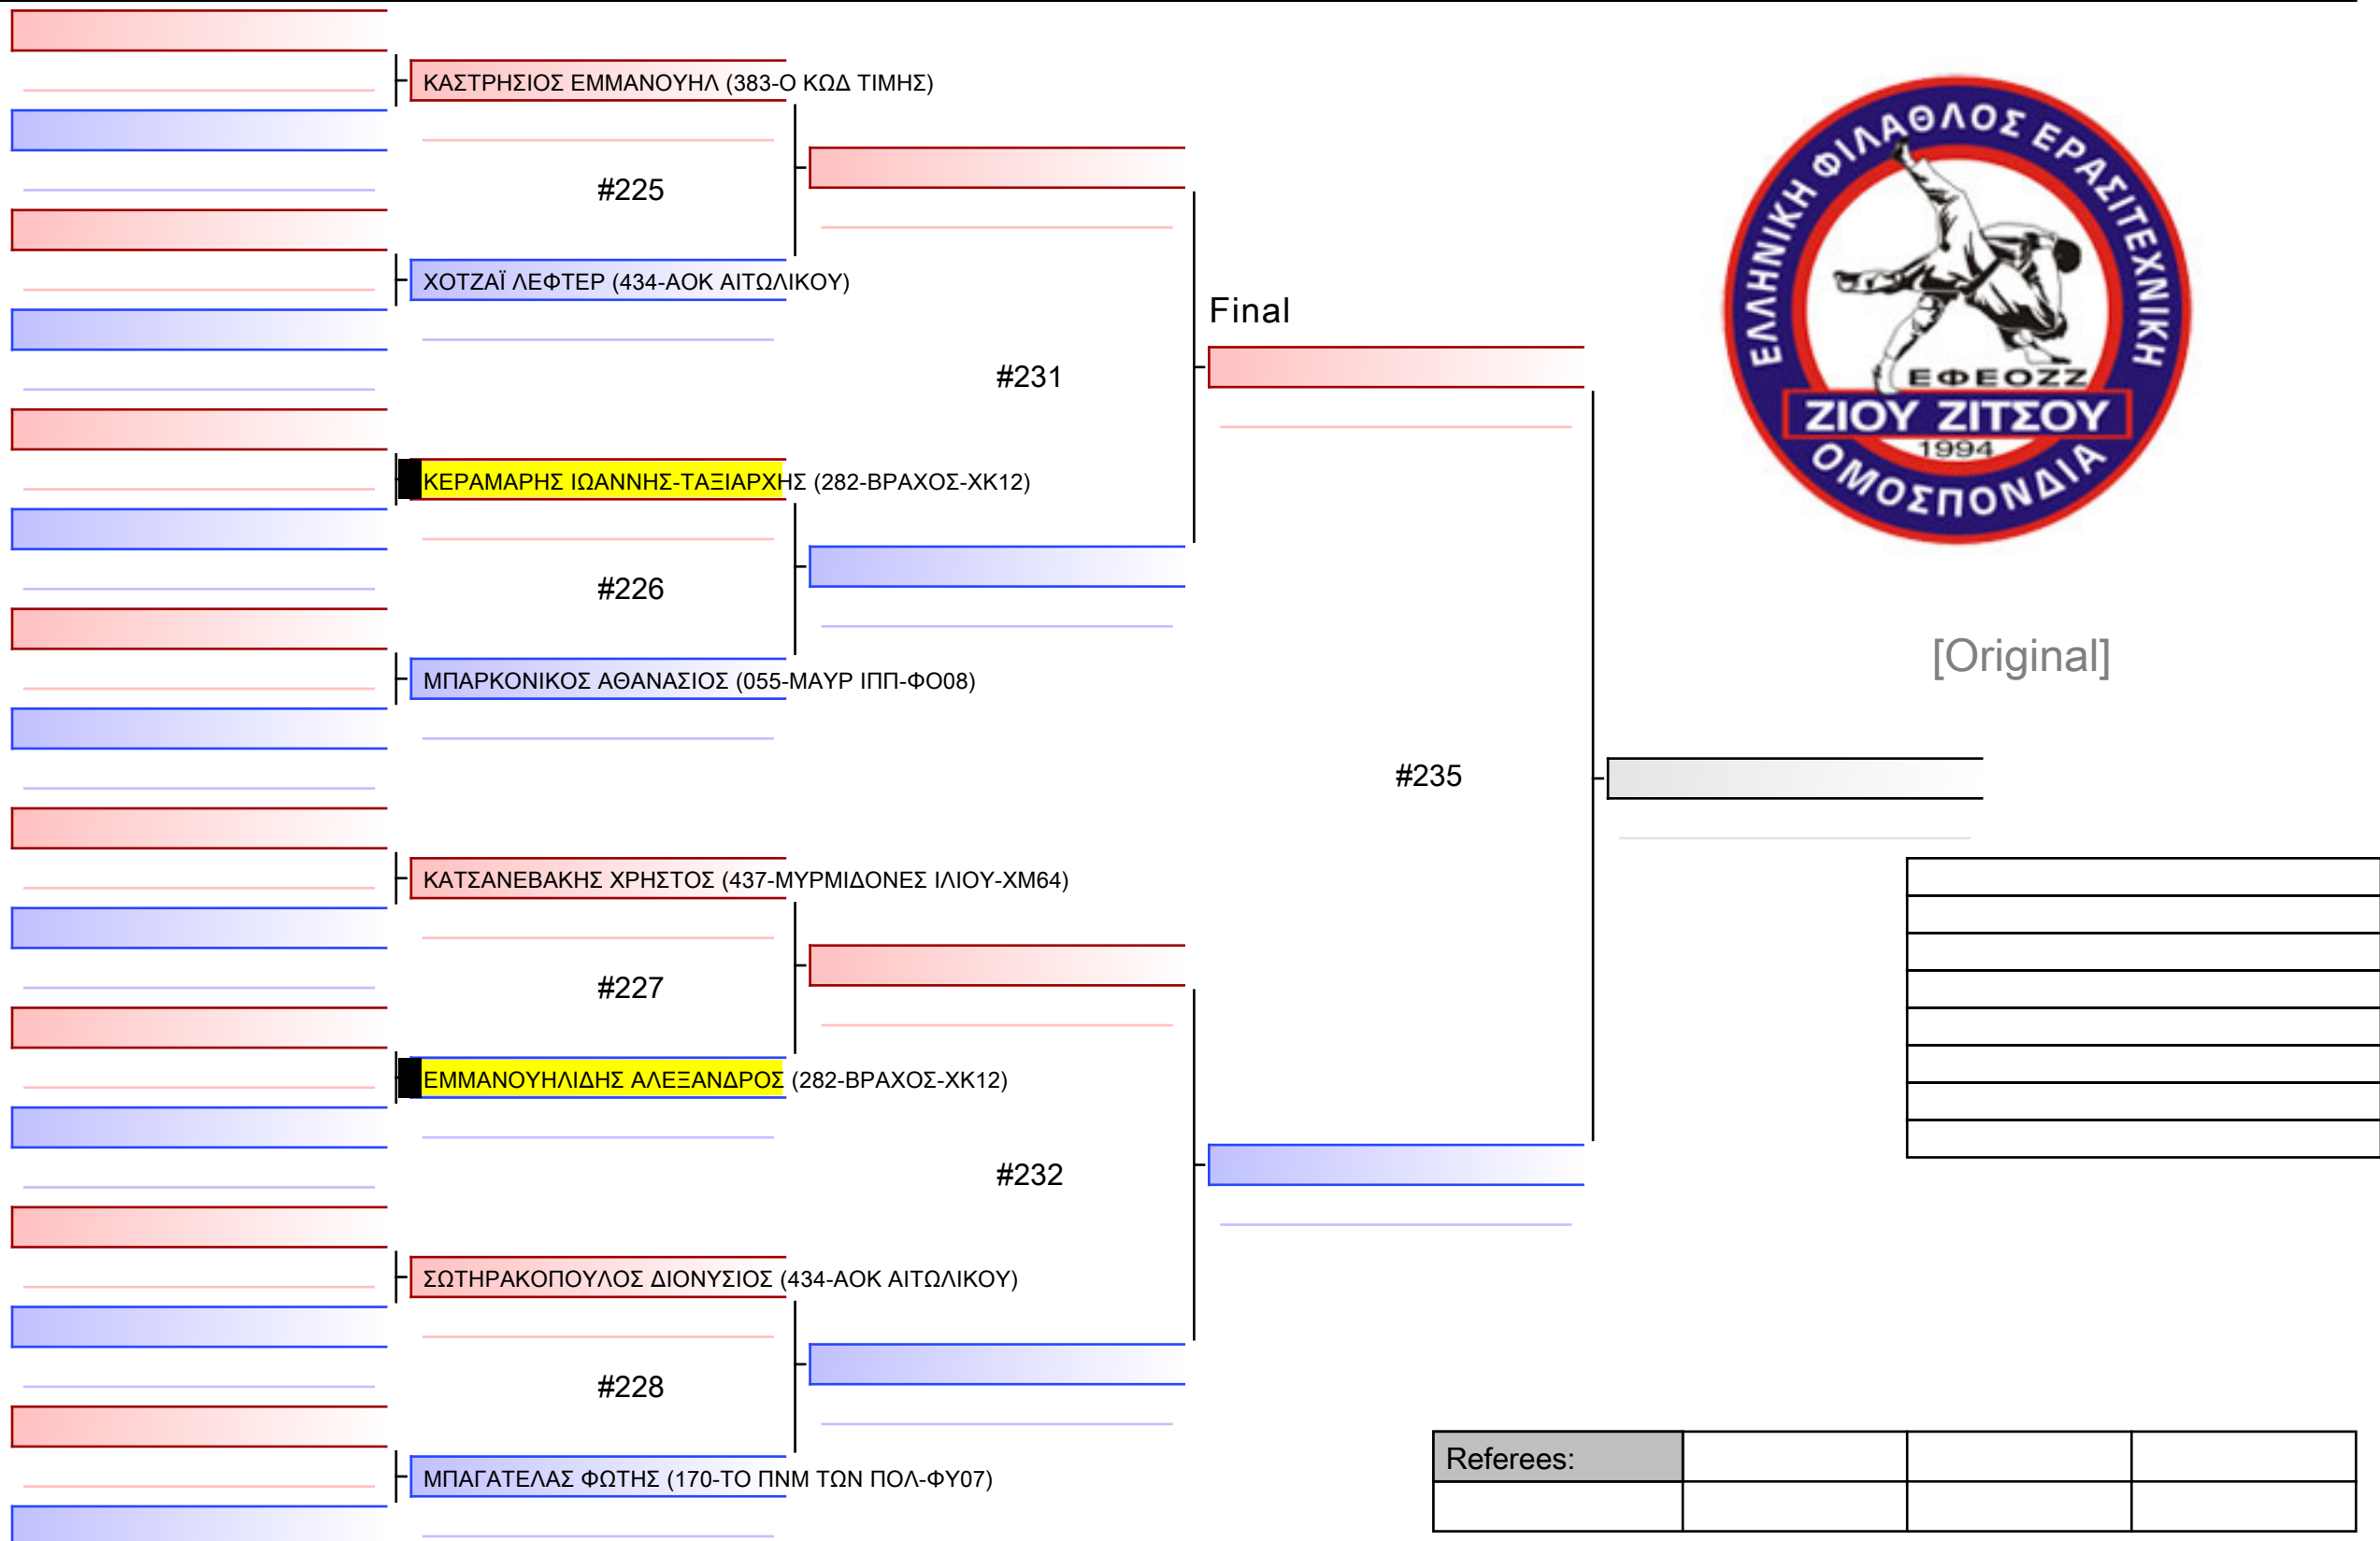 ΚΑΣΤΡΗΣΙΟΣ ΕΜΜΑΝΟΥΗΛ (383-Ο ΚΩΔ ΤΙΜΗΣ)
#225
ΧΟΤΖΑΪ ΛΕΦΤΕΡ (434-ΑΟΚ ΑΙΤΩΛΙΚΟΥ)
#231
ΚΕΡΑΜΑΡΗΣ ΙΩΑΝΝΗΣ-ΤΑΞΙΑΡΧΗΣ (282-ΒΡΑΧΟΣ-ΧΚ12)
#226
ΜΠΑΡΚΟΝΙΚΟΣ ΑΘΑΝΑΣΙΟΣ (055-ΜΑΥΡ ΙΠΠ-ΦΟ08)
Final
#235
ΚΑΤΣΑΝΕΒΑΚΗΣ ΧΡΗΣΤΟΣ (437-ΜΥΡΜΙΔΟΝΕΣ ΙΛΙΟΥ-ΧΜ64)
#227
ΕΜΜΑΝΟΥΗΛΙΔΗΣ ΑΛΕΞΑΝΔΡΟΣ (282-ΒΡΑΧΟΣ-ΧΚ12)
#232
ΣΩΤΗΡΑΚΟΠΟΥΛΟΣ ΔΙΟΝΥΣΙΟΣ (434-ΑΟΚ ΑΙΤΩΛΙΚΟΥ)
#228
ΜΠΑΓΑΤΕΛΑΣ ΦΩΤΗΣ (170-ΤΟ ΠΝΜ ΤΩΝ ΠΟΛ-ΦΥ07)
ΕΛΛΗΝΙΚΗ ΦΙΛΑΘΛΟΣ ΕΡΑΣΙΤΕΧΝΙΚΗ
ΕΦΕΟΖΖ
ΖΙΟΥ ΖΙΤΣΟΥ
1994
ΟΜΟΣΠΟΝΔΙΑ
[Original]
Referees: